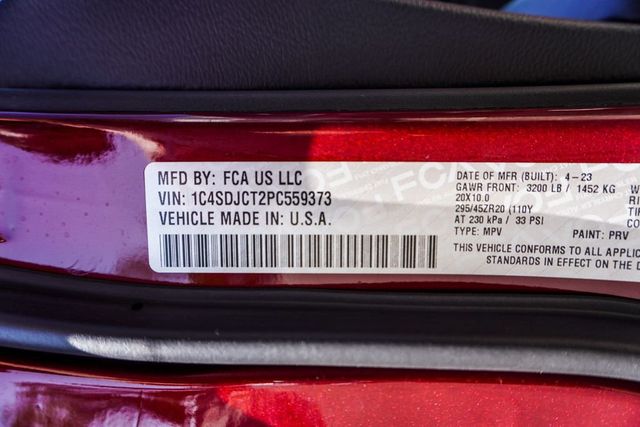 MFD BY: FCA US LLC
VIN: 1C4SDJCT2PC559373
VEHICLE MADE IN: U.S.A.
DATE OF MFR (BUILT): 4-23
GAWR FRONT: 3200 LB / 1452 KG
20X10.0
295/45ZR20 (110Y
AT 230 kPa / 33 PSI
TYPE: MPV PAINT: PRV
THIS VEHICLE CONFORMS TO ALL
STANDARDS IN EFFECT ON THE